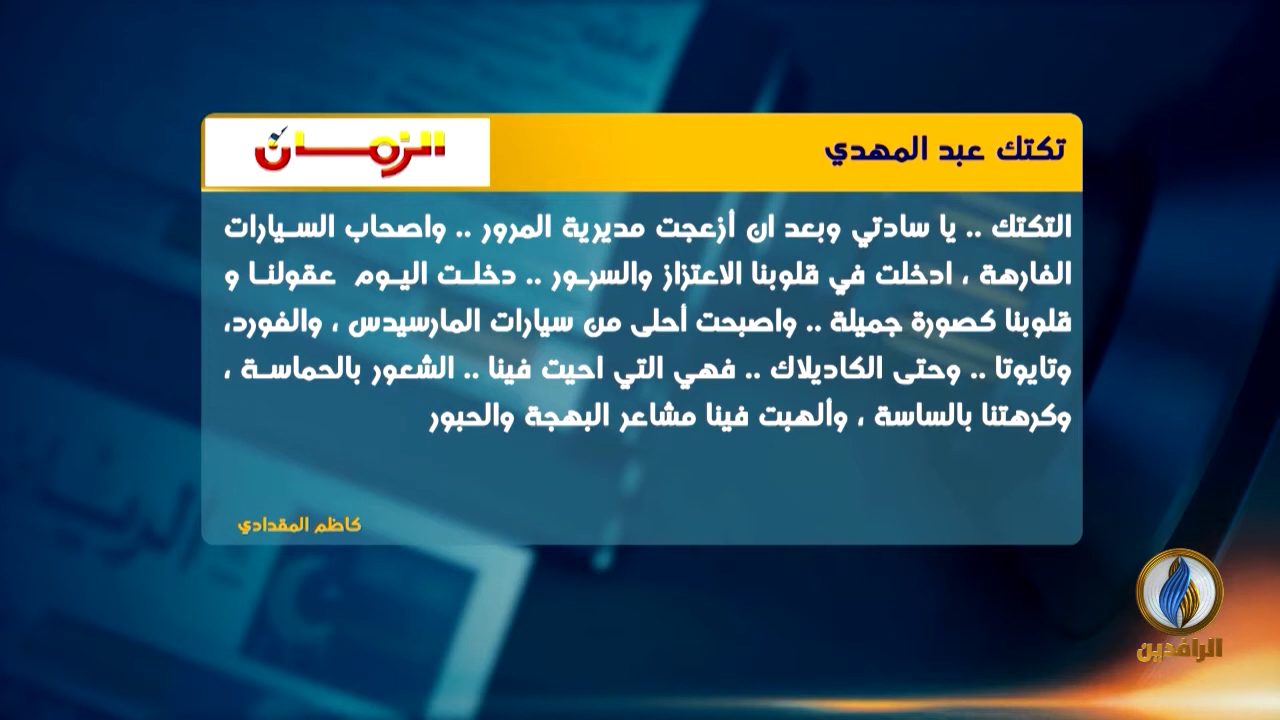 تكتك عبد المهدي
الزمان
التكتك .. يا سادتي وبعد ان أزعجت مديرية المرور .. واصحاب السيارات
الفارهة ، ادخلت في قلوبنا الاعتزاز والسرور .. دخلت اليوم عقولنا و
قلوبنا كصورة جميلة .. واصبحت أحلى من سيارات المارسيدس ، والفورد،
وتايوتا .. وحتى الكاديلاك .. فهي التي احيت فينا .. الشعور بالحماسة ،
وكرهتنا بالساسة ، وألهبت فينا مشاعر البهجة والحبور
كاظم المقدادي
الرافدين